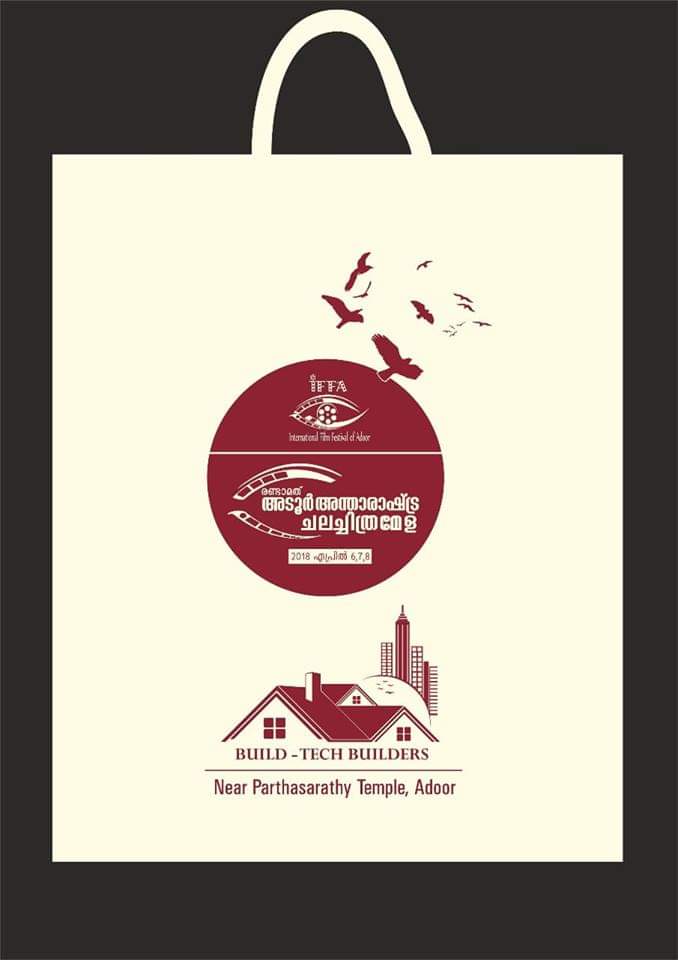 iFFA
International Film Festival of Adoor
രണ്ടാമത്
അടൂർ അന്താരാഷ്ട്ര
ചലച്ചിത്രമേള
2018 എപ്രിൽ 6,7,8
BUILD -TECH BUILDERS
Near Parthasarathy Temple, Adoor